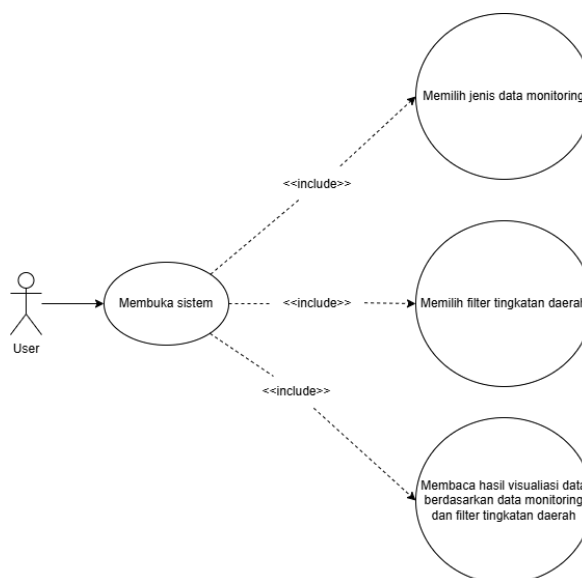 Memilih jenis data monitoring
<<include>>
User
Membuka sistem
<<include>>
Memilih filter tingkatan daerah
<<include>>
Membaca hasil visualiasi data
berdasarkan data monitoring
dan filter tingkatan daerah